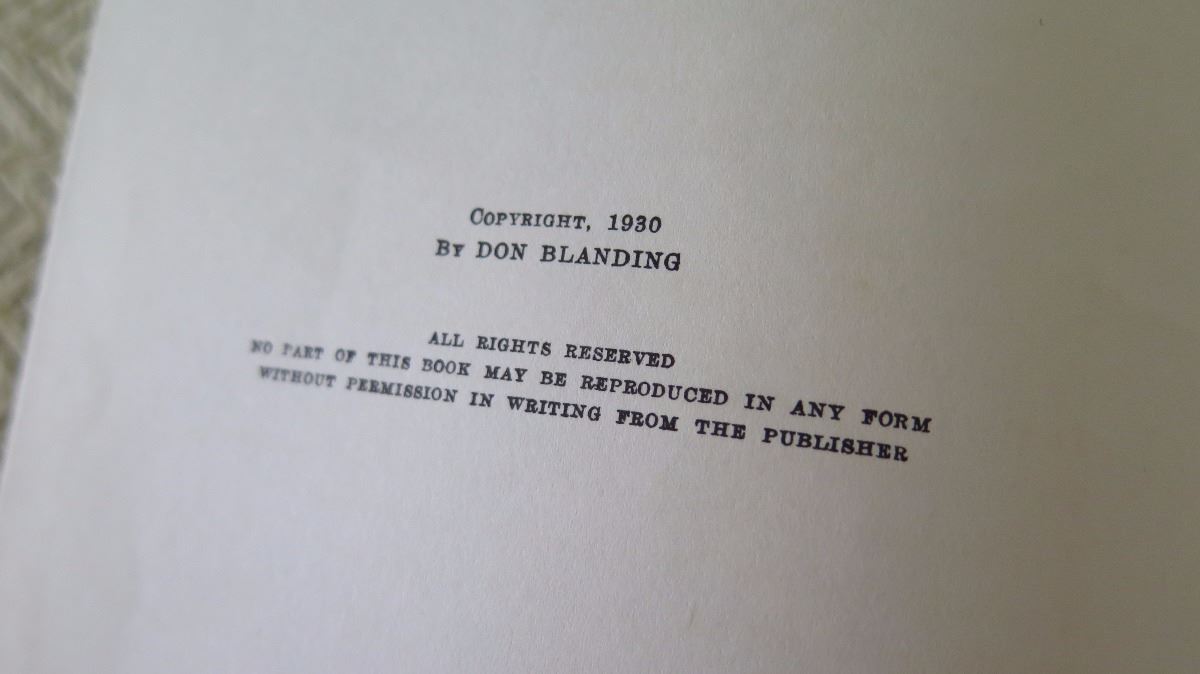 COPYRIGHT, 1930
BY DON BLANDING
ALL RIGHTS RESERVED
NO PART OF THIS BOOK MAY BE REPRODUCED IN ANY FORM
WITHOUT PERMISSION IN WRITING FROM THE PUBLISHER